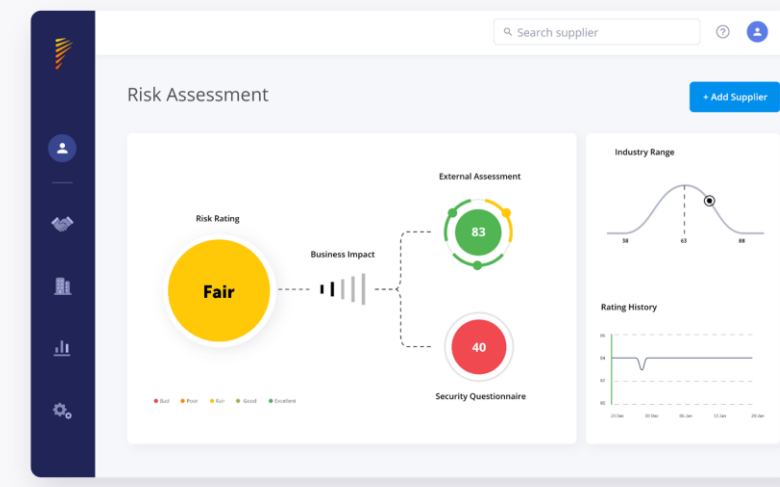 Search supplier
?
Risk Assessment
+ Add Supplier
Industry Range
External Assessment
Risk Rating
83
38 63 88
Business Impact
Fair
Rating History
40
Security Questionnaire
Bad Poor Fair Good Excellent